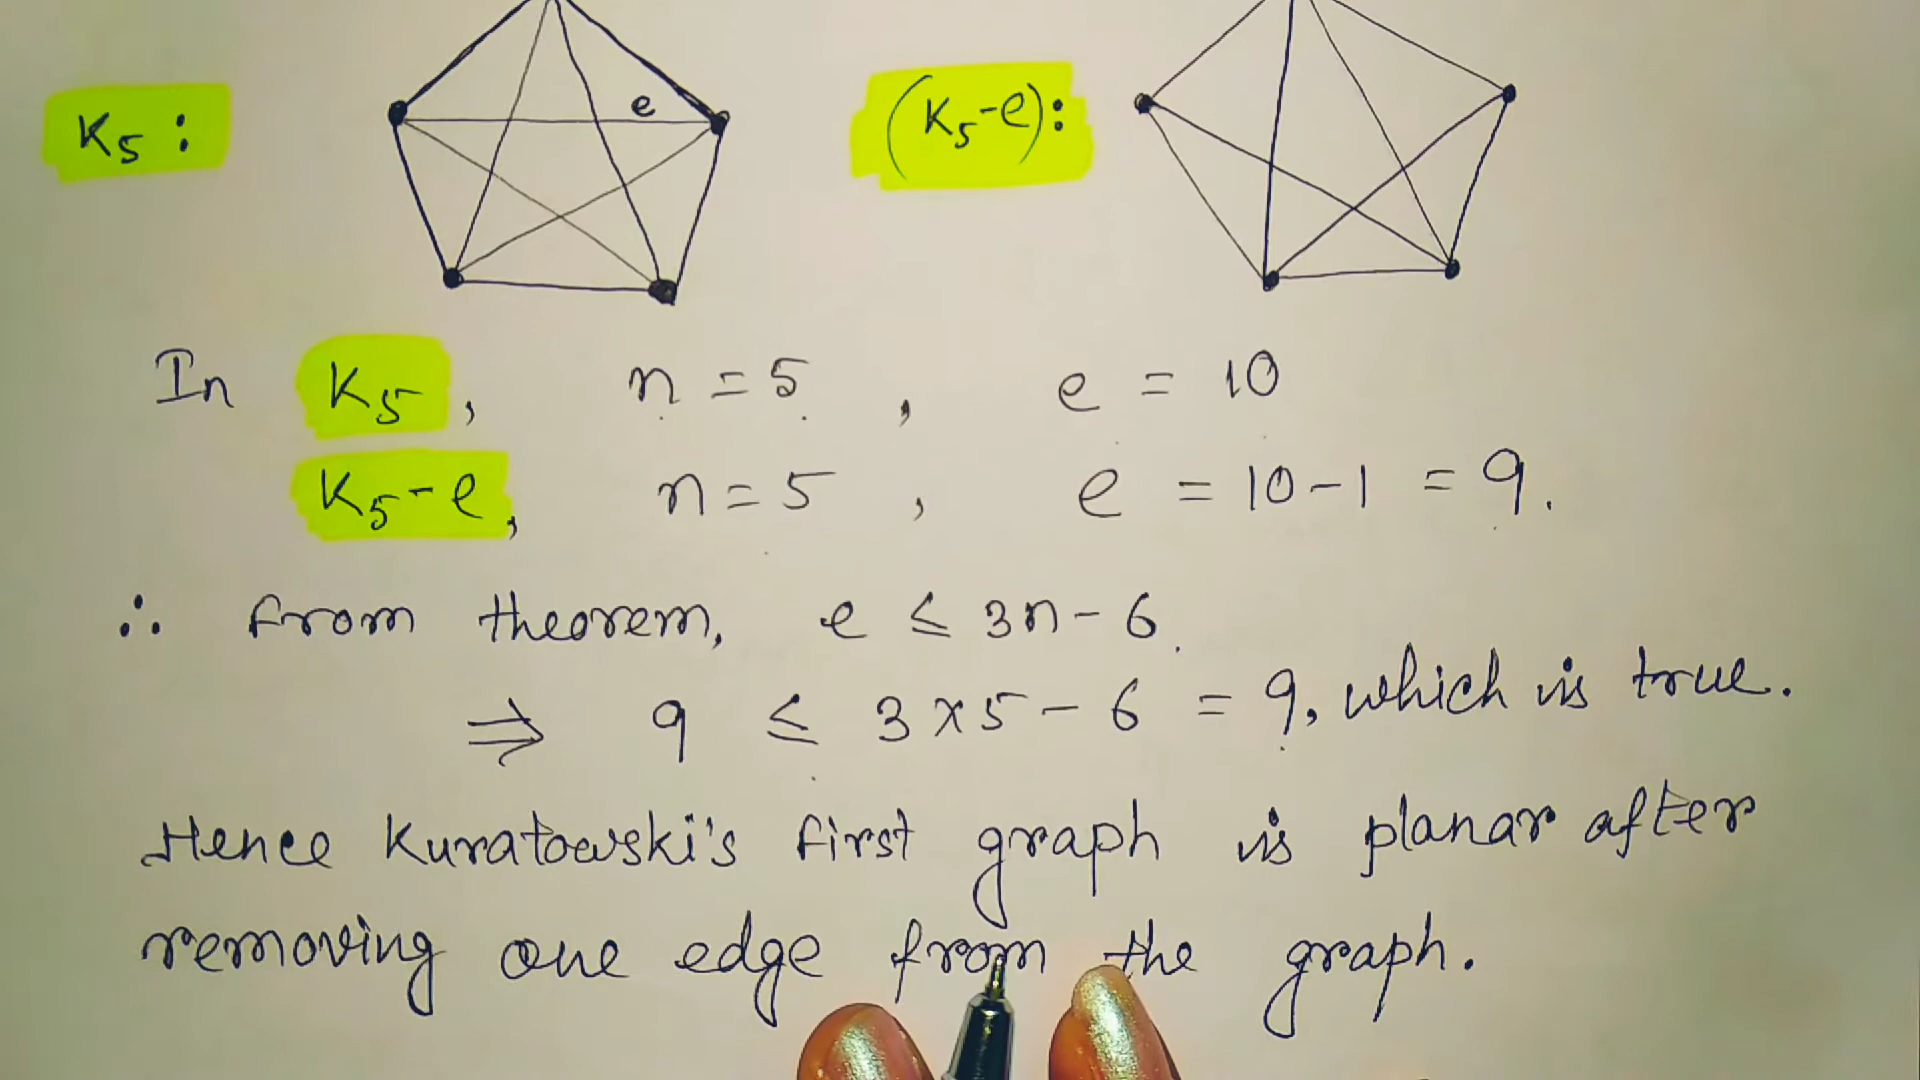 K5 :
e
(K5-e):
In K5, n = 5, e = 10
K5-e, n = 5, e = 10-1 = 9.
∴ from theorem, e ≤ 3n-6.
⇒ 9 ≤ 3×5-6 = 9, which is true.
Hence Kuratowski's first graph is planar after
removing one edge from the graph.